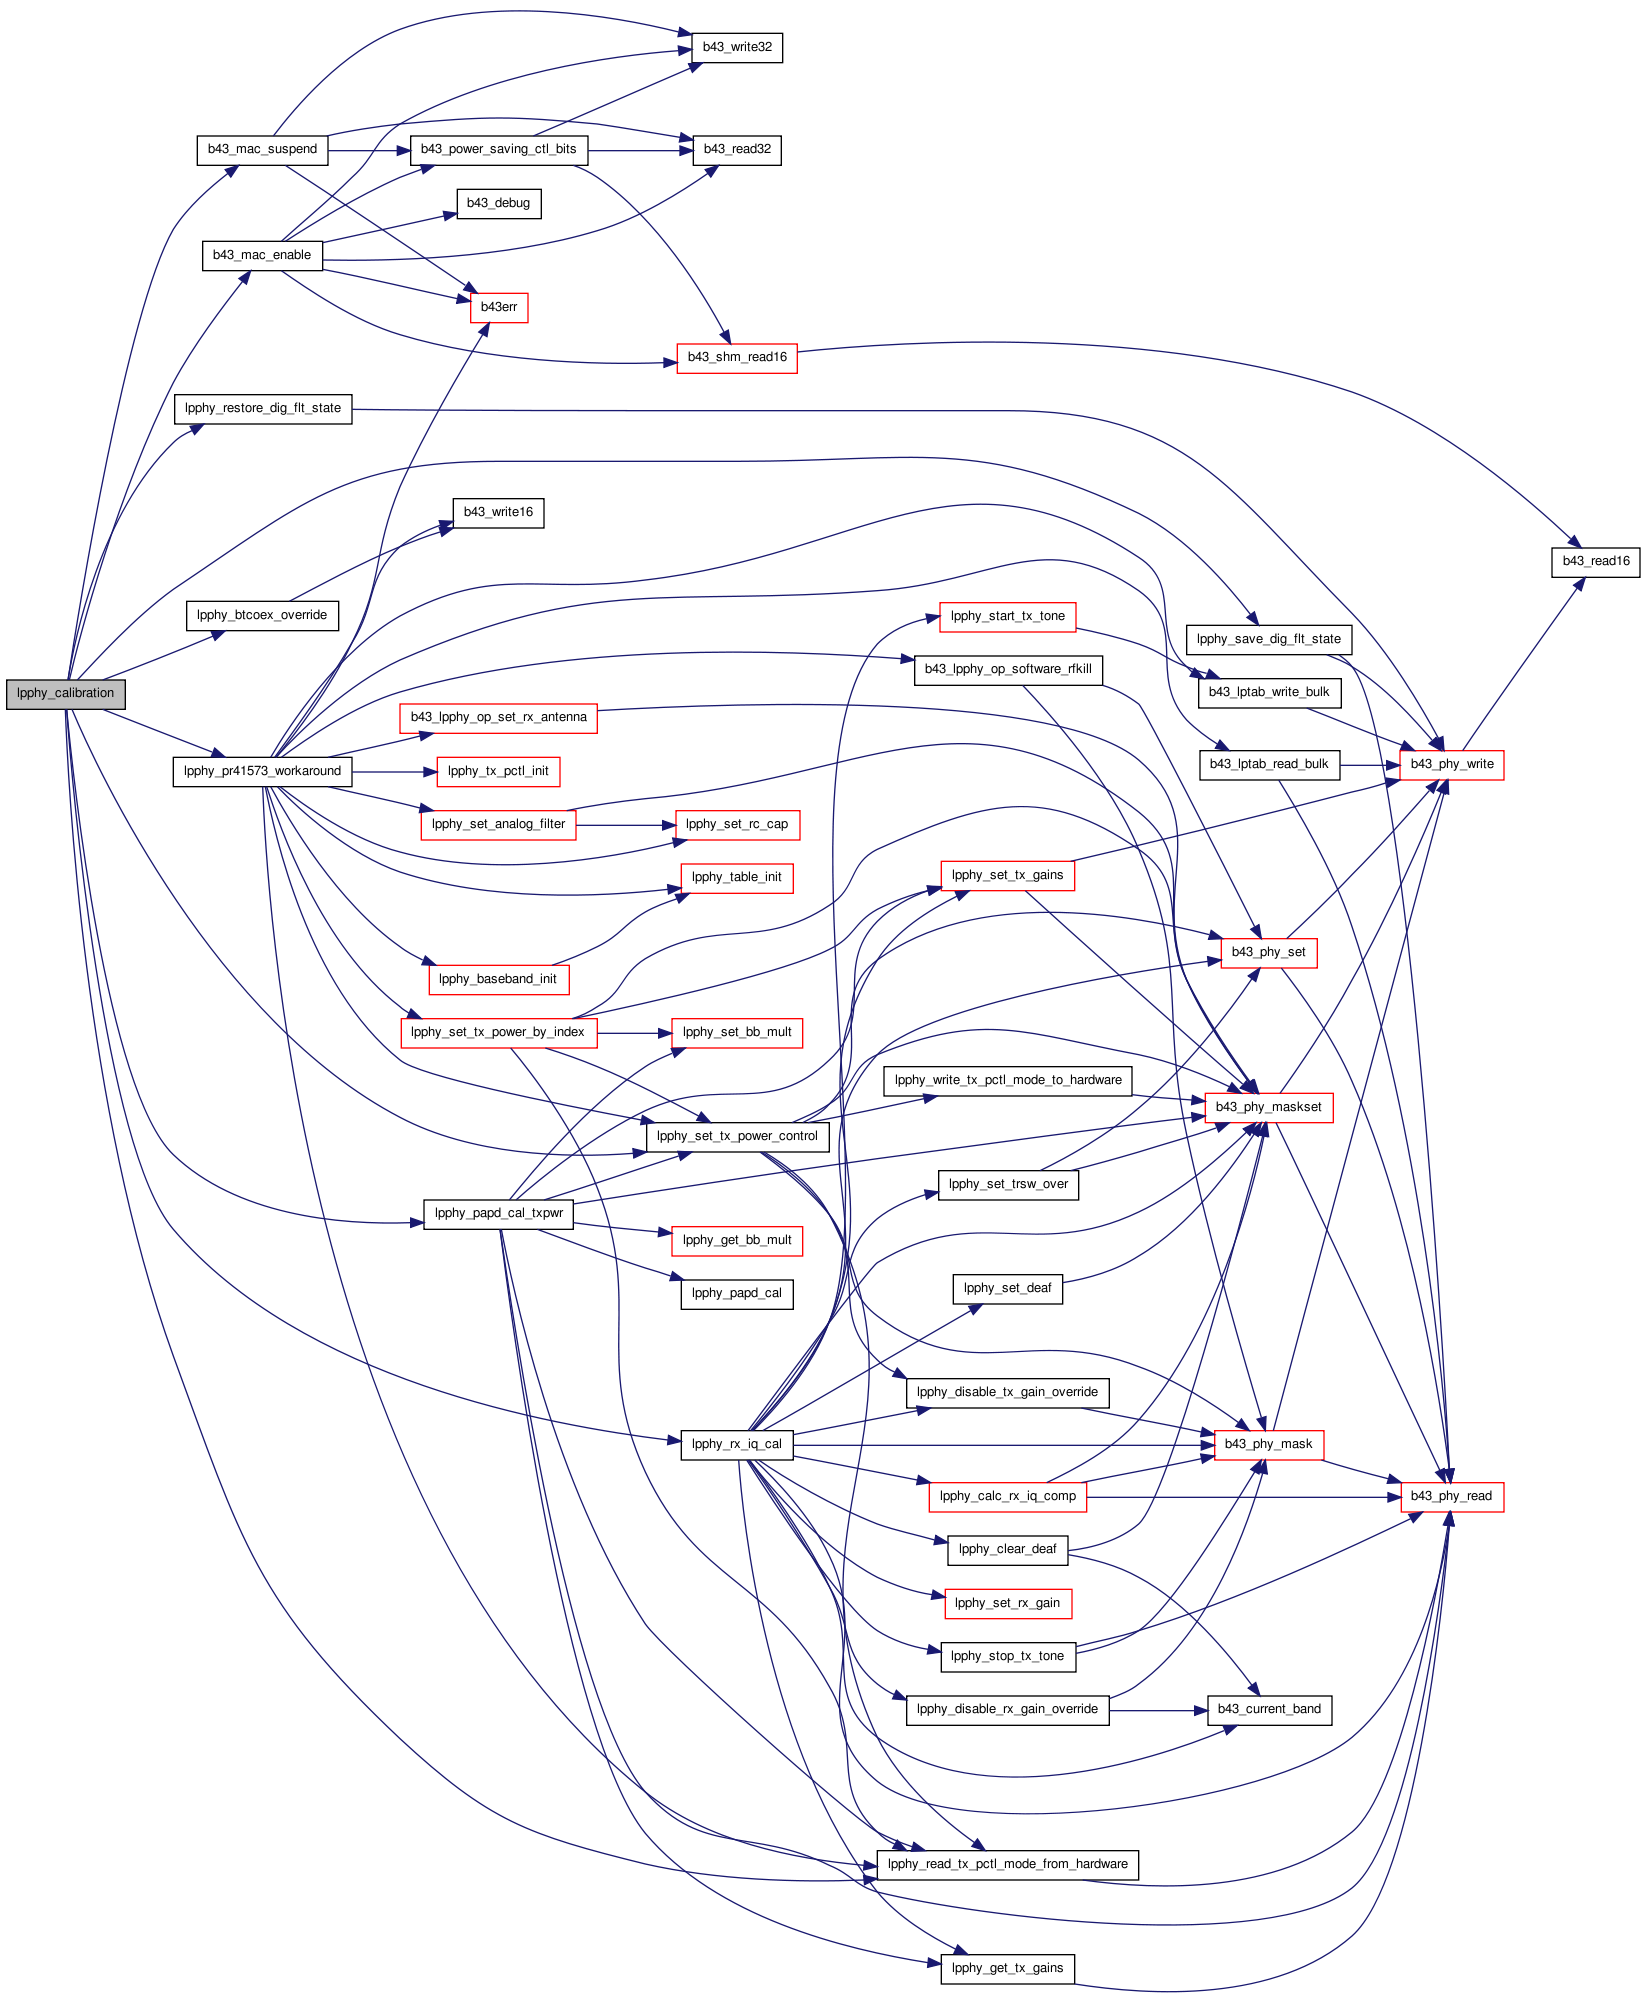 b43_write32
b43_mac_suspend
b43_power_saving_ctl_bits
b43_read32
b43_debug
b43_mac_enable
b43err
b43_shm_read16
lpphy_restore_dig_flt_state
b43_write16
b43_read16
lpphy_btcoex_override
lpphy_start_tx_tone
lpphy_save_dig_flt_state
b43_lpphy_op_software_rfkill
lpphy_calibration
b43_lptab_write_bulk
b43_lpphy_op_set_rx_antenna
lpphy_pr41573_workaround
lpphy_tx_pctl_init
b43_lptab_read_bulk
b43_phy_write
lpphy_set_analog_filter
lpphy_set_rc_cap
lpphy_table_init
lpphy_set_tx_gains
b43_phy_set
lpphy_baseband_init
lpphy_set_tx_power_by_index
lpphy_set_bb_mult
lpphy_write_tx_pctl_mode_to_hardware
b43_phy_maskset
lpphy_set_tx_power_control
lpphy_set_trsw_over
lpphy_papd_cal_txpwr
lpphy_get_bb_mult
lpphy_papd_cal
lpphy_set_deaf
lpphy_disable_tx_gain_override
lpphy_rx_iq_cal
b43_phy_mask
lpphy_calc_rx_iq_comp
b43_phy_read
lpphy_clear_deaf
lpphy_set_rx_gain
lpphy_stop_tx_tone
lpphy_disable_rx_gain_override
b43_current_band
lpphy_read_tx_pctl_mode_from_hardware
lpphy_get_tx_gains